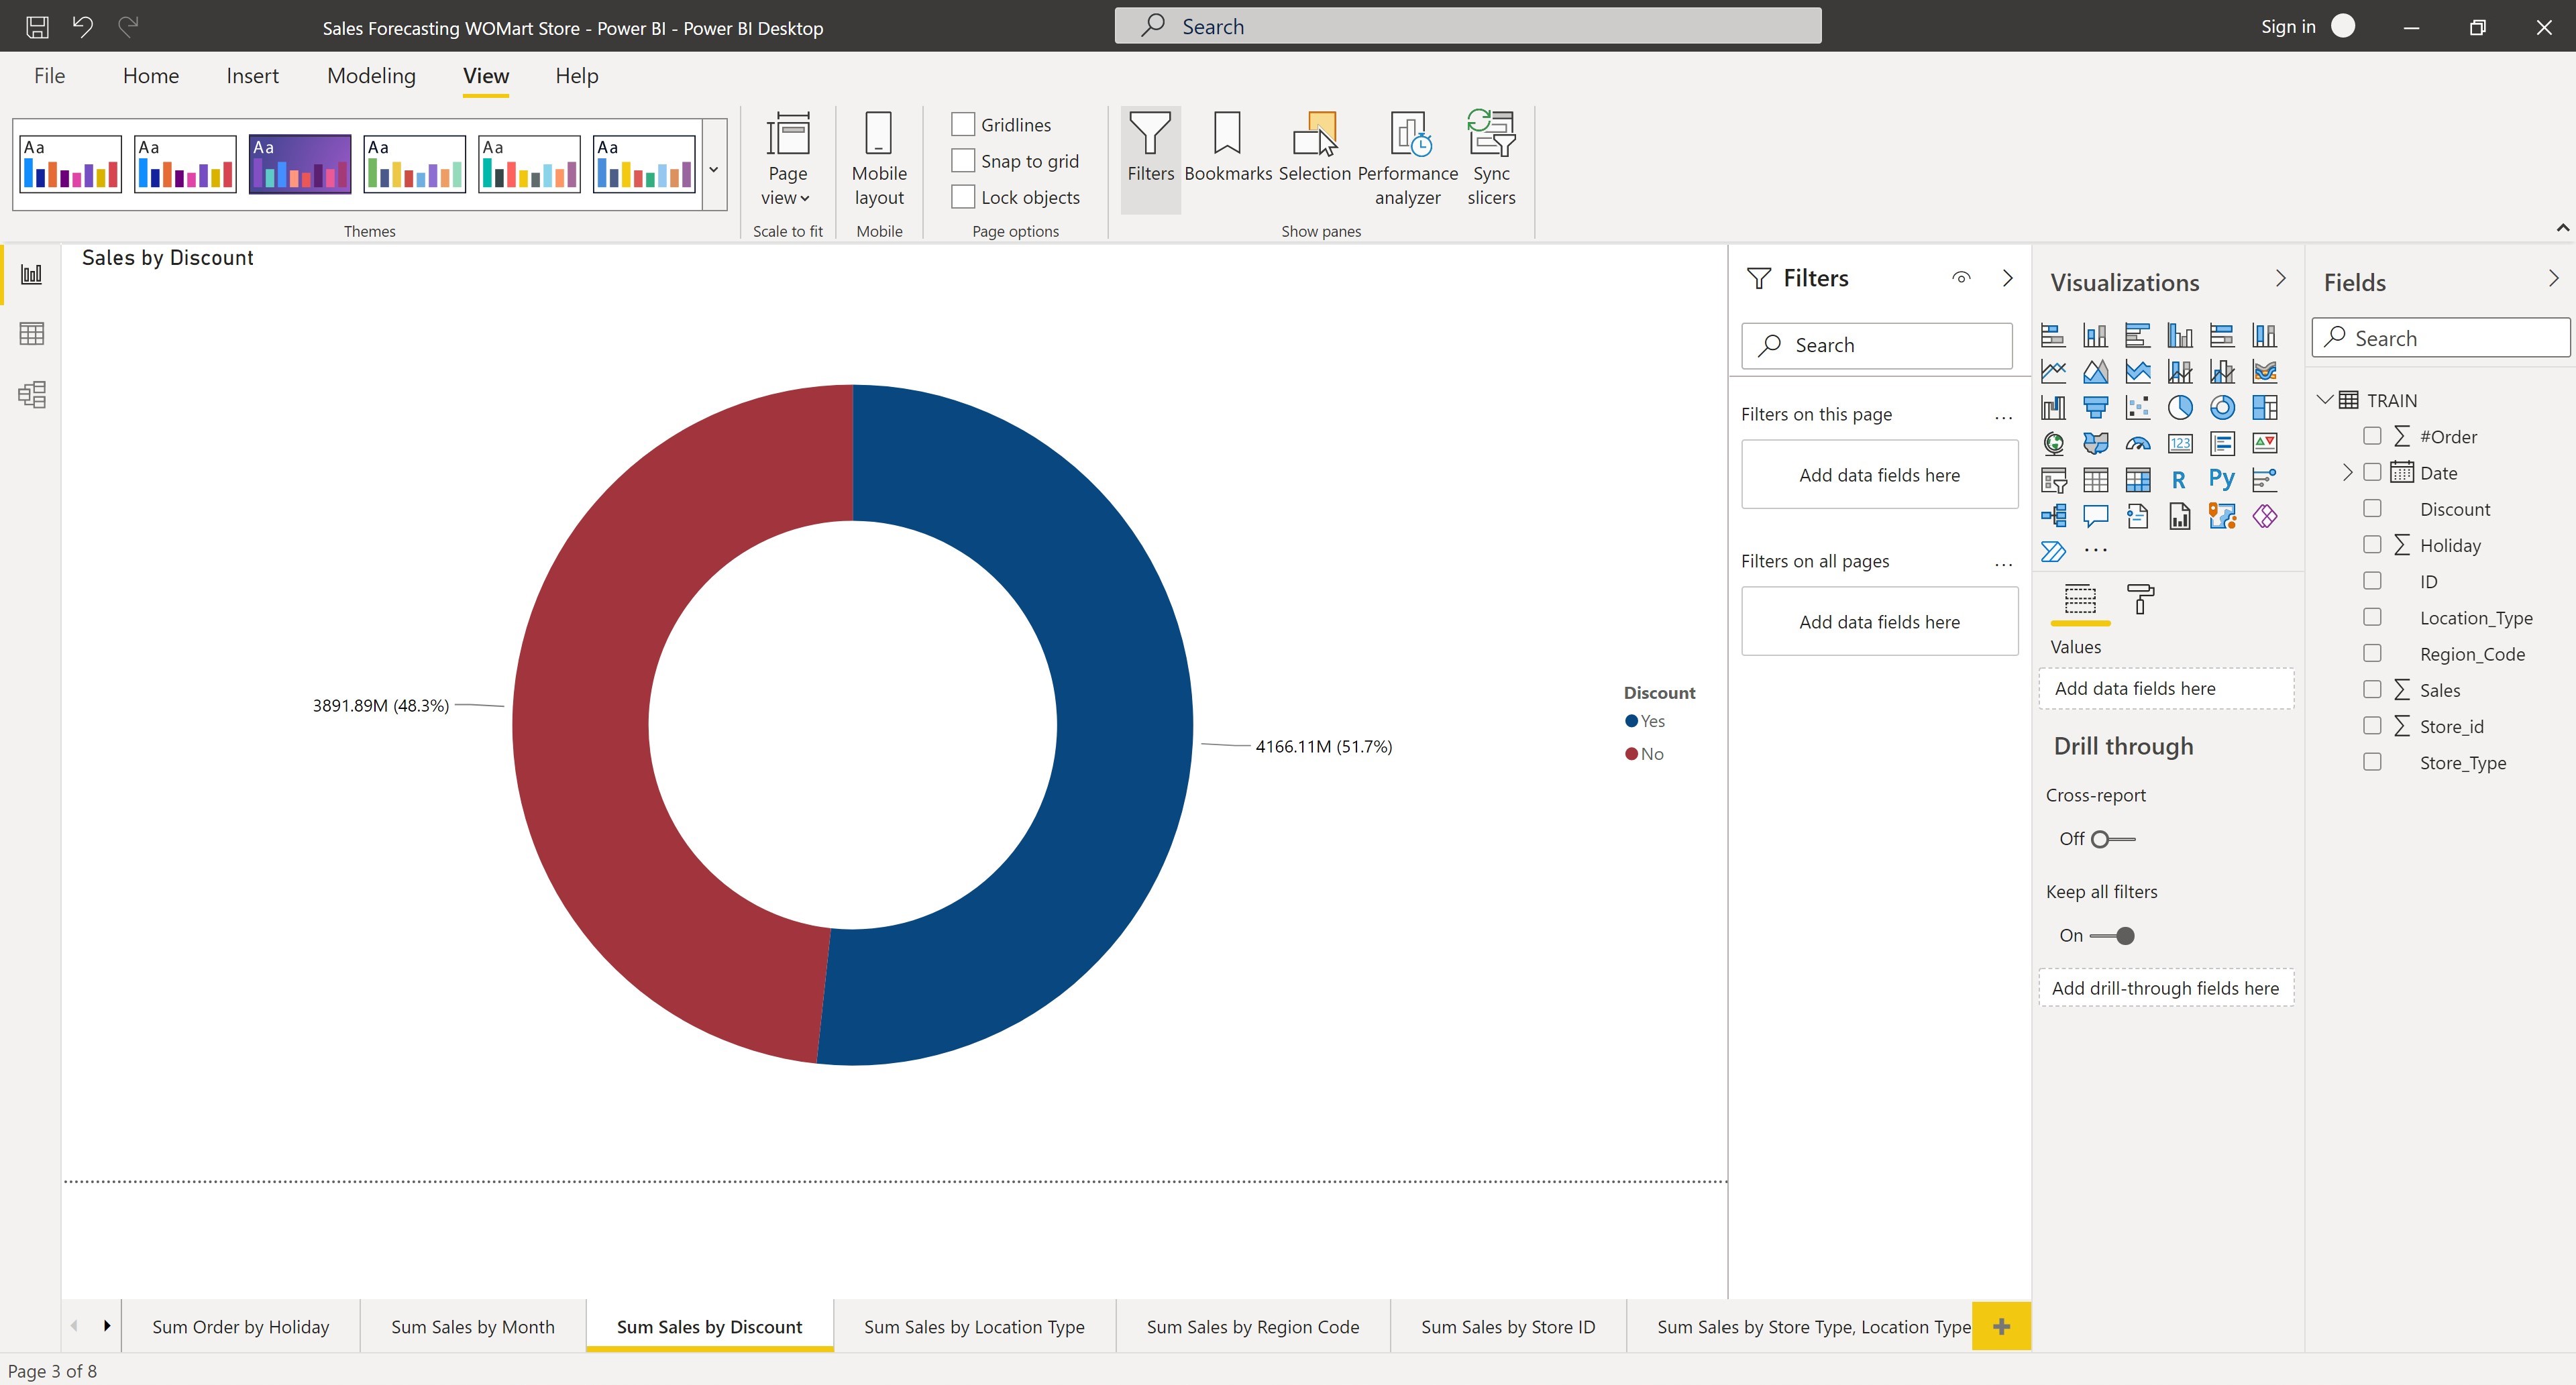 Sales Forecasting WOMart Store - Power BI - Power BI Desktop
Search
Sign in
File Home Insert Modeling View Help
Aa Aa Aa Aa Aa Aa
Themes
Page view
Scale to fit
Mobile layout
Mobile
Gridlines
Snap to grid
Lock objects
Page options
Filters
Bookmarks
Selection
Performance analyzer
Sync slicers
Show panes
Sales by Discount
3891.89M (48.3%)
4166.11M (51.7%)
Discount
Yes
No
Filters
Search
Filters on this page ...
Add data fields here
Filters on all pages ...
Add data fields here
Visualizations
123
R Py
...
Values
Add data fields here
Drill through
Cross-report
Off
Keep all filters
On
Add drill-through fields here
Fields
Search
TRAIN
∑ #Order
Date
Discount
∑ Holiday
ID
Location_Type
Region_Code
∑ Sales
∑ Store_id
Store_Type
Sum Order by Holiday
Sum Sales by Month
Sum Sales by Discount
Sum Sales by Location Type
Sum Sales by Region Code
Sum Sales by Store ID
Sum Sales by Store Type, Location Type
Page 3 of 8